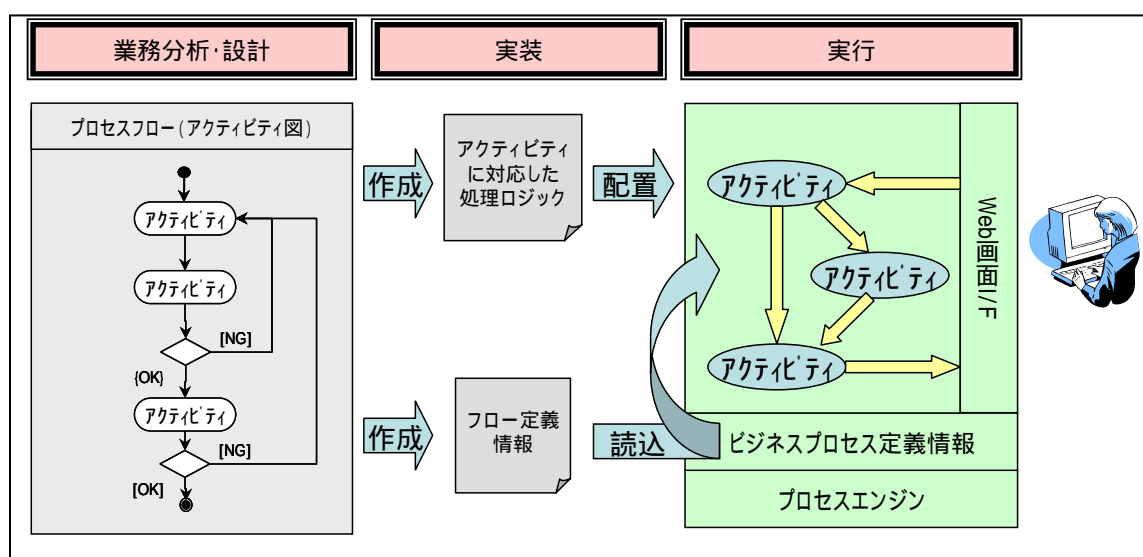 業務分析・設計
実装
実行
プロセスフロー(アクティビティ図)
アクティビティ
アクティビティ
[NG]
{OK}
アクティビティ
[NG]
[OK]
作成
アクティビティ
に対応した
処理ロジック
配置
作成
フロー定義
情報
読込
アクティビティ
アクティビティ
アクティビティ
Web画面I/F
ビジネスプロセス定義情報
プロセスエンジン